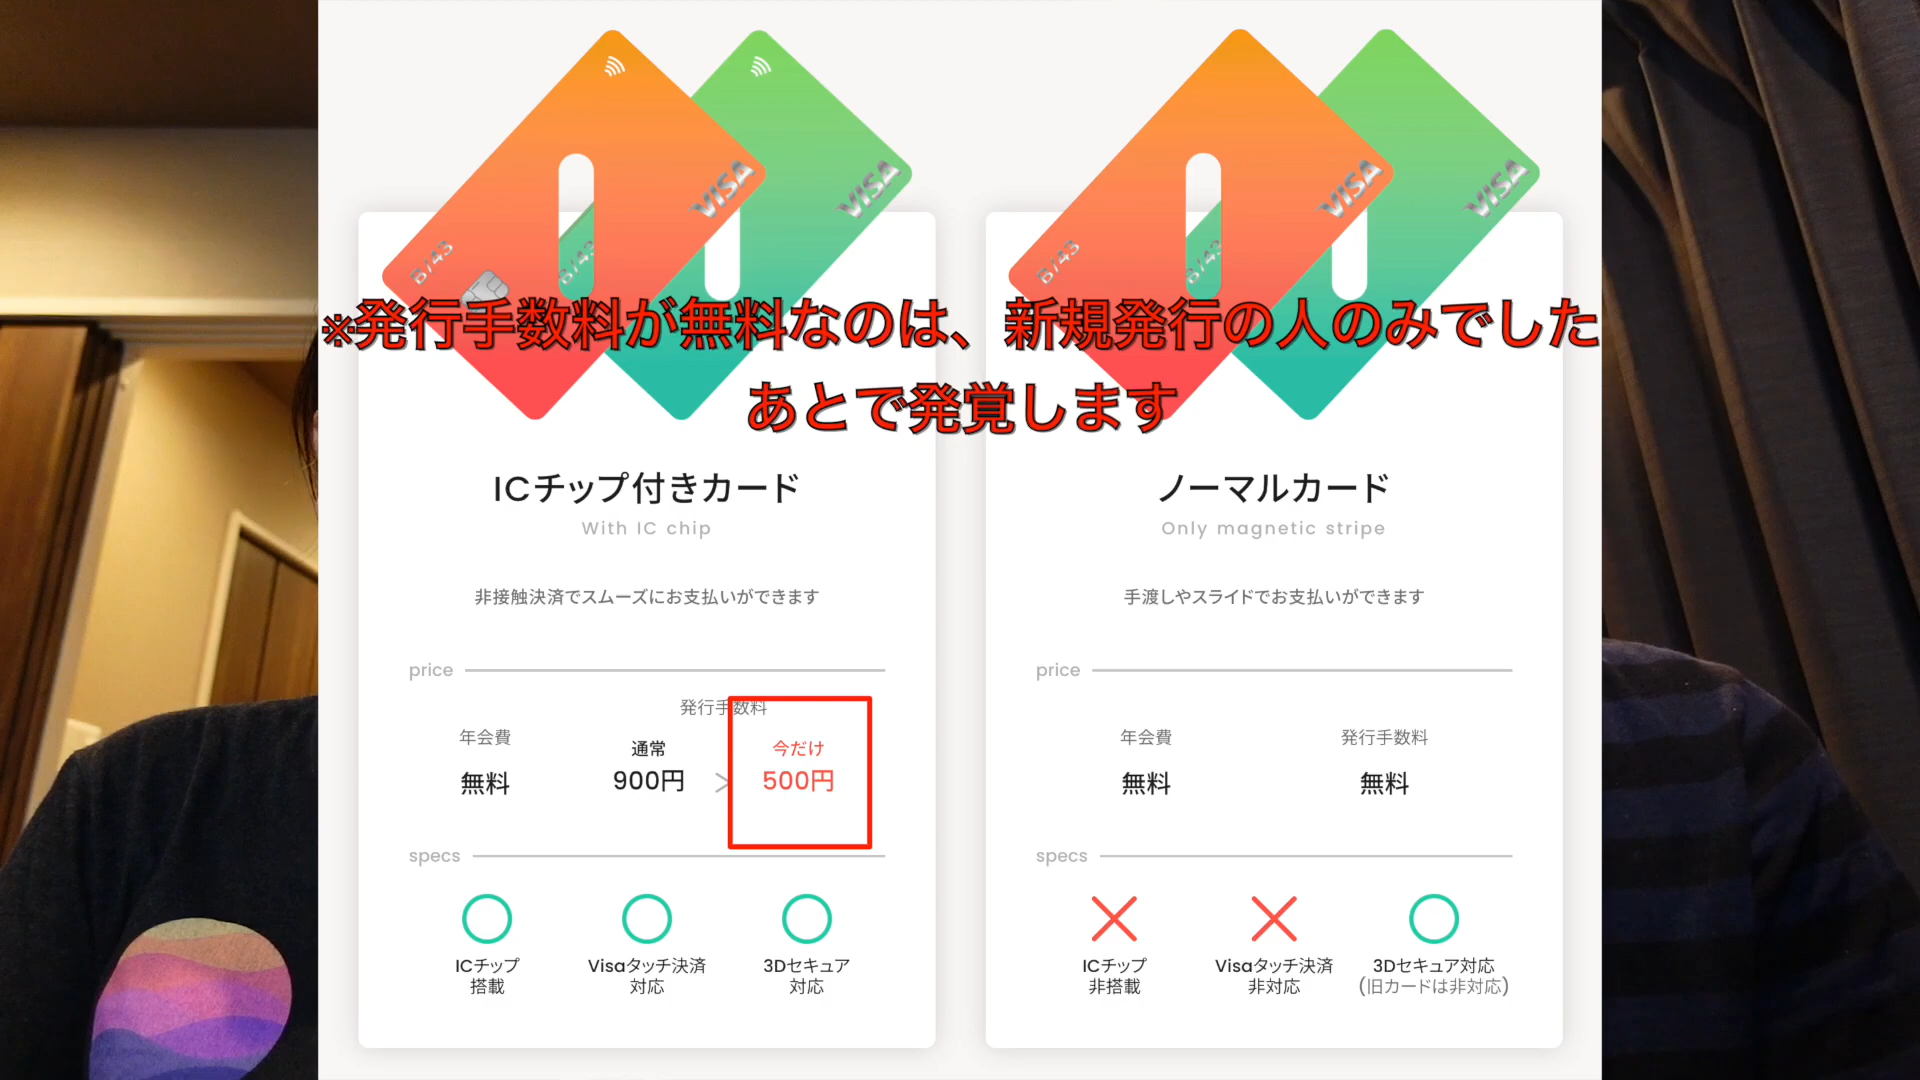 VISA
VISA
B/43
B/43
VISA
VISA
B/43
B/43
※発行手数料が無料なのは、新規発行の人のみでした
あとで発覚します
ICチップ付きカード
With IC chip
非接触決済でスムーズにお支払いができます
price
発行手数料
年会費
無料
通常
900円
>
今だけ
500円
specs
ICチップ
搭載
Visaタッチ決済
対応
3Dセキュア
対応
ノーマルカード
Only magnetic stripe
手渡しやスライドでお支払いができます
price
年会費
無料
発行手数料
無料
specs
ICチップ
非搭載
Visaタッチ決済
非対応
3Dセキュア対応
(旧カードは非対応)